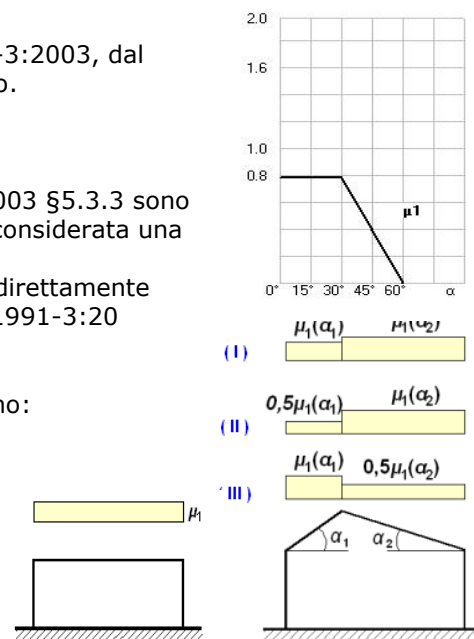 -3:2003, dal
o.
003 §5.3.3 sono
considerata una
direttamente
1991-3:20
no:
2.0
1.6
1.0
0.8
μ1
0° 15° 30° 45° 60° α
(I) μ₁(α₁) μ₁(α₂)
(II) 0,5μ₁(α₁) μ₁(α₂)
(III) μ₁(α₁) 0,5μ₁(α₂)
μ₁
α₁ α₂